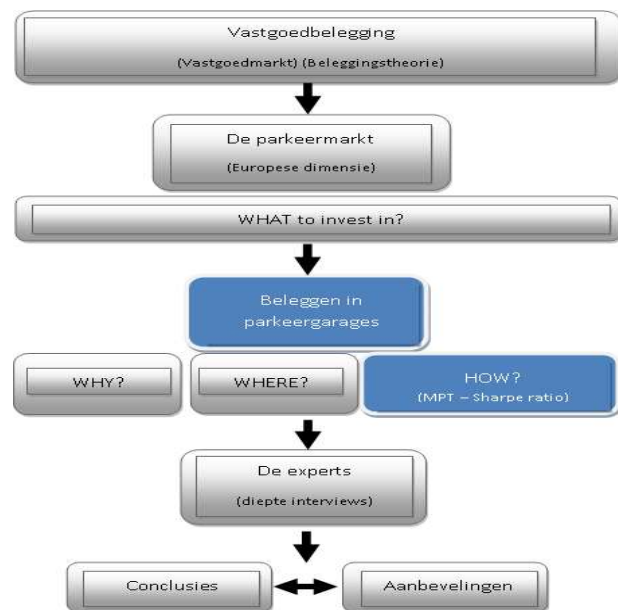 Vastgoedbelegging
(Vastgoedmarkt) (Beleggingstheorie)
De parkeermarkt
(Europese dimensie)
WHAT to invest in?
Beleggen in
parkeergarages
WHY?
WHERE?
HOW?
(MPT – Sharpe ratio)
De experts
(diepte interviews)
Conclusies
Aanbevelingen